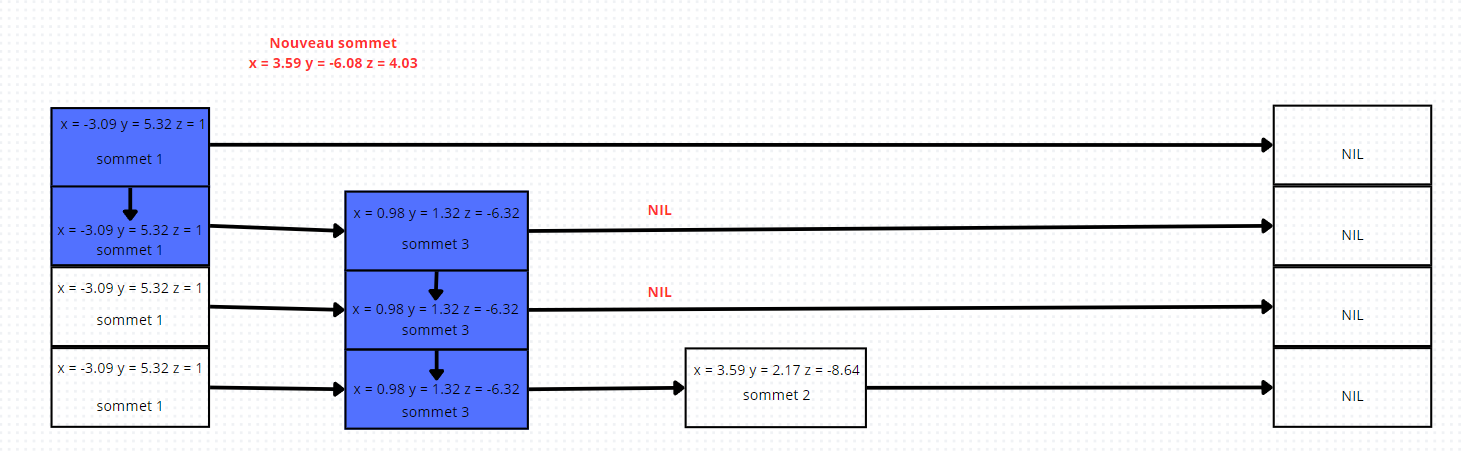 Nouveau sommet
x = 3.59 y = -6.08 z = 4.03
x = -3.09 y = 5.32 z = 1
sommet 1
NIL
x = -3.09 y = 5.32 z = 1
sommet 1
x = 0.98 y = 1.32 z = -6.32
sommet 3
NIL
NIL
x = -3.09 y = 5.32 z = 1
sommet 1
x = 0.98 y = 1.32 z = -6.32
sommet 3
NIL
NIL
x = -3.09 y = 5.32 z = 1
sommet 1
x = 0.98 y = 1.32 z = -6.32
sommet 3
x = 3.59 y = 2.17 z = -8.64
sommet 2
NIL